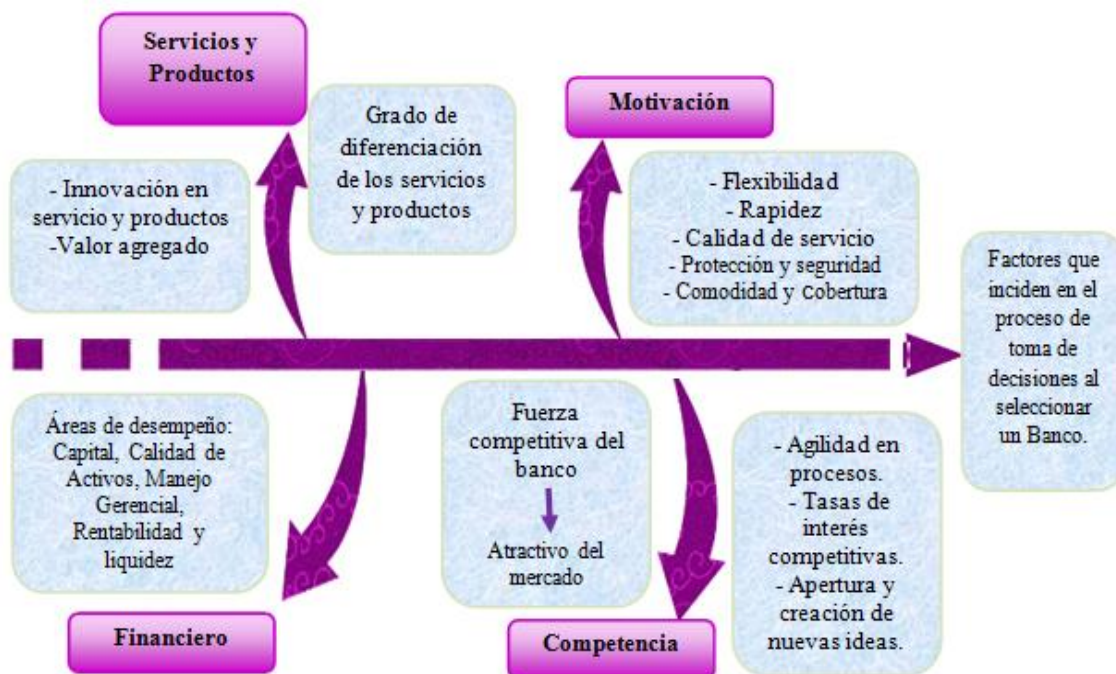 Servicios y
Productos
Grado de
diferenciación
de los servicios
y productos
- Innovación en
servicio y productos
-Valor agregado
Motivación
- Flexibilidad
- Rapidez
- Calidad de servicio
- Protección y seguridad
- Comodidad y Cobertura
Factores que
inciden en el
proceso de
toma de
decisiones al
seleccionar
un Banco.
Áreas de desempeño:
Capital, Calidad de
Activos, Manejo
Gerencial,
Rentabilidad y
liquidez
Financiero
Fuerza
competitiva del
banco
Atractivo del
mercado
Competencia
- Agilidad en
procesos.
- Tasas de
interés
competitivas.
- Apertura y
creación de
nuevas ideas.